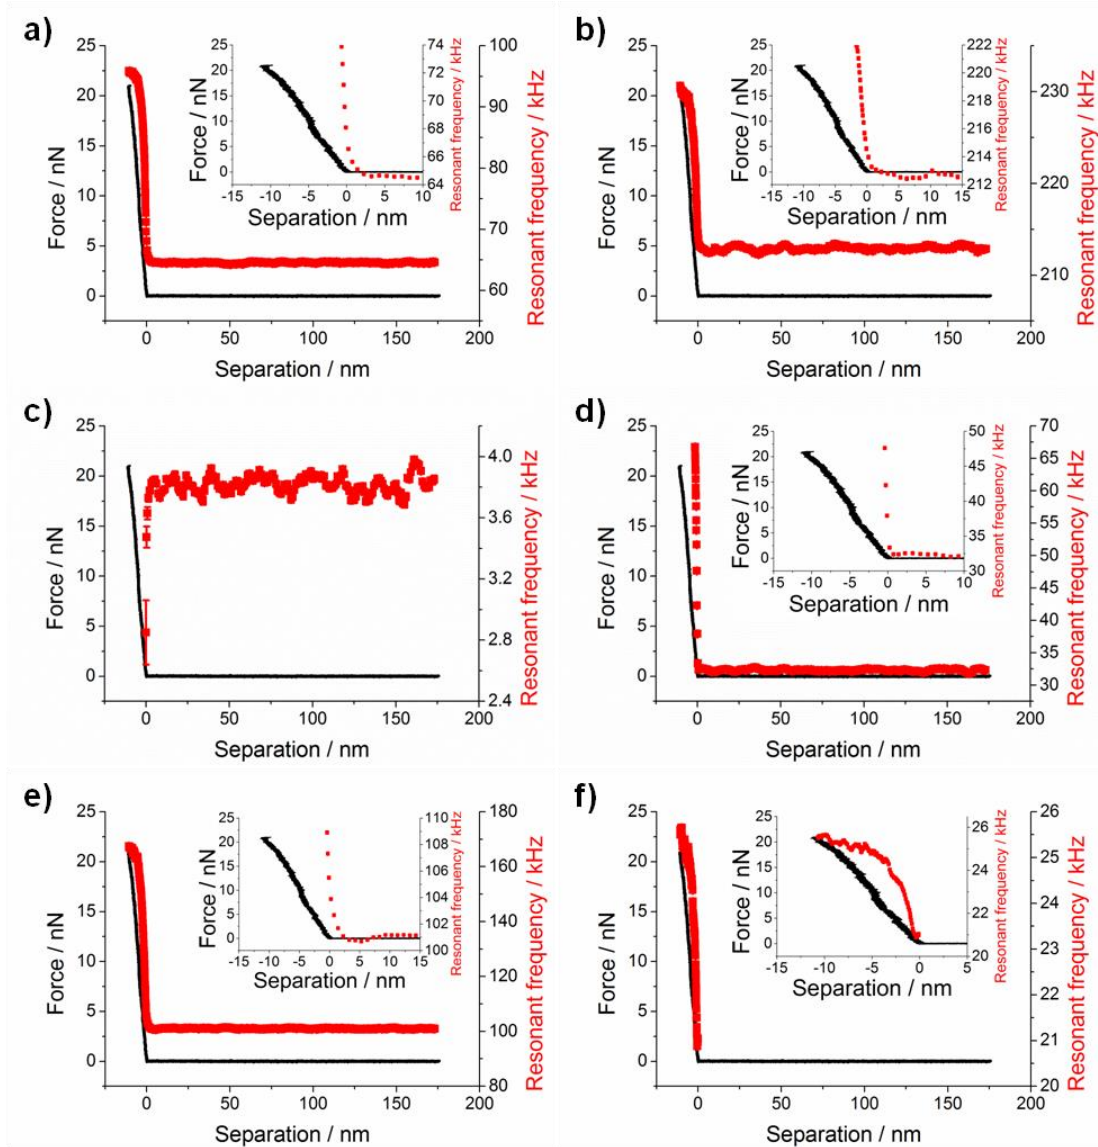 a)
Force / nN
25
20
15
10
5
0
0 50 100 150 200
Separation / nm
100
90
80
70
60
Resonant frequency / kHz
Force / nN
25
20
15
10
5
0
-15 -10 -5 0 5 10
Separation / nm
74
72
70
68
66
64
Resonant frequency / kHz
b)
Force / nN
25
20
15
10
5
0
0 50 100 150 200
Separation / nm
230
220
210
Resonant frequency / kHz
Force / nN
25
20
15
10
5
0
-15 -10 -5 0 5 10 15
Separation / nm
222
220
218
216
214
212
Resonant frequency / kHz
c)
Force / nN
25
20
15
10
5
0
0 50 100 150 200
Separation / nm
4.0
3.6
3.2
2.8
2.4
Resonant frequency / kHz
d)
Force / nN
25
20
15
10
5
0
0 50 100 150 200
Separation / nm
70
65
60
55
50
45
40
35
30
Resonant frequency / kHz
Force / nN
25
20
15
10
5
0
-15 -10 -5 0 5 10
Separation / nm
50
45
40
35
30
Resonant frequency / kHz
e)
Force / nN
25
20
15
10
5
0
0 50 100 150 200
Separation / nm
180
160
140
120
100
80
Resonant frequency / kHz
Force / nN
25
20
15
10
5
0
-15 -10 -5 0 5 10 15
Separation / nm
110
108
106
104
102
100
Resonant frequency / kHz
f)
Force / nN
25
20
15
10
5
0
0 50 100 150 200
Separation / nm
26
25
24
23
22
21
20
Resonant frequency / kHz
Force / nN
25
20
15
10
5
0
-15 -10 -5 0 5
Separation / nm
26
24
22
20
Resonant frequency / kHz